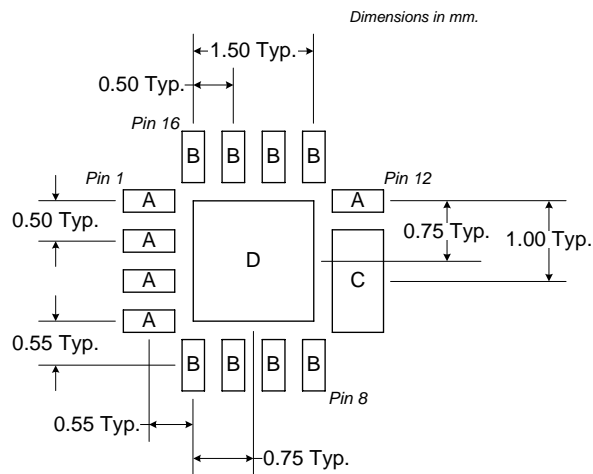 Dimensions in mm.
1.50 Typ.
0.50 Typ.
Pin 16
B B B B
Pin 1
Pin 12
A
A
0.50 Typ.
A
0.75 Typ.
1.00 Typ.
D
A
C
A
0.55 Typ.
B B B B
Pin 8
0.55 Typ.
0.75 Typ.